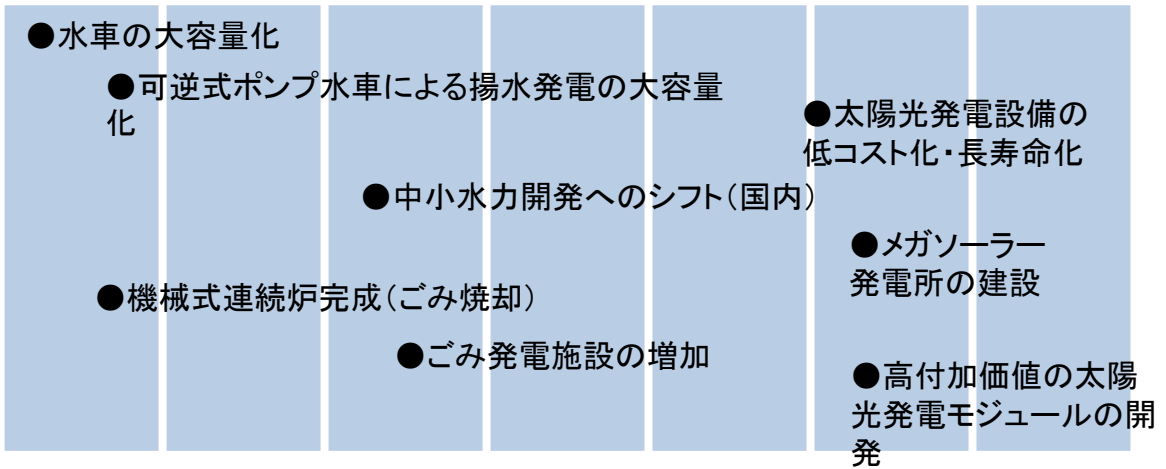 ●水車の大容量化
●可逆式ポンプ水車による揚水発電の大容量
化
●太陽光発電設備の
低コスト化・長寿命化
●中小水力開発へのシフト(国内)
●メガソーラー
発電所の建設
●機械式連続炉完成(ごみ焼却)
●ごみ発電施設の増加
●高付加価値の太陽
光発電モジュールの開
発